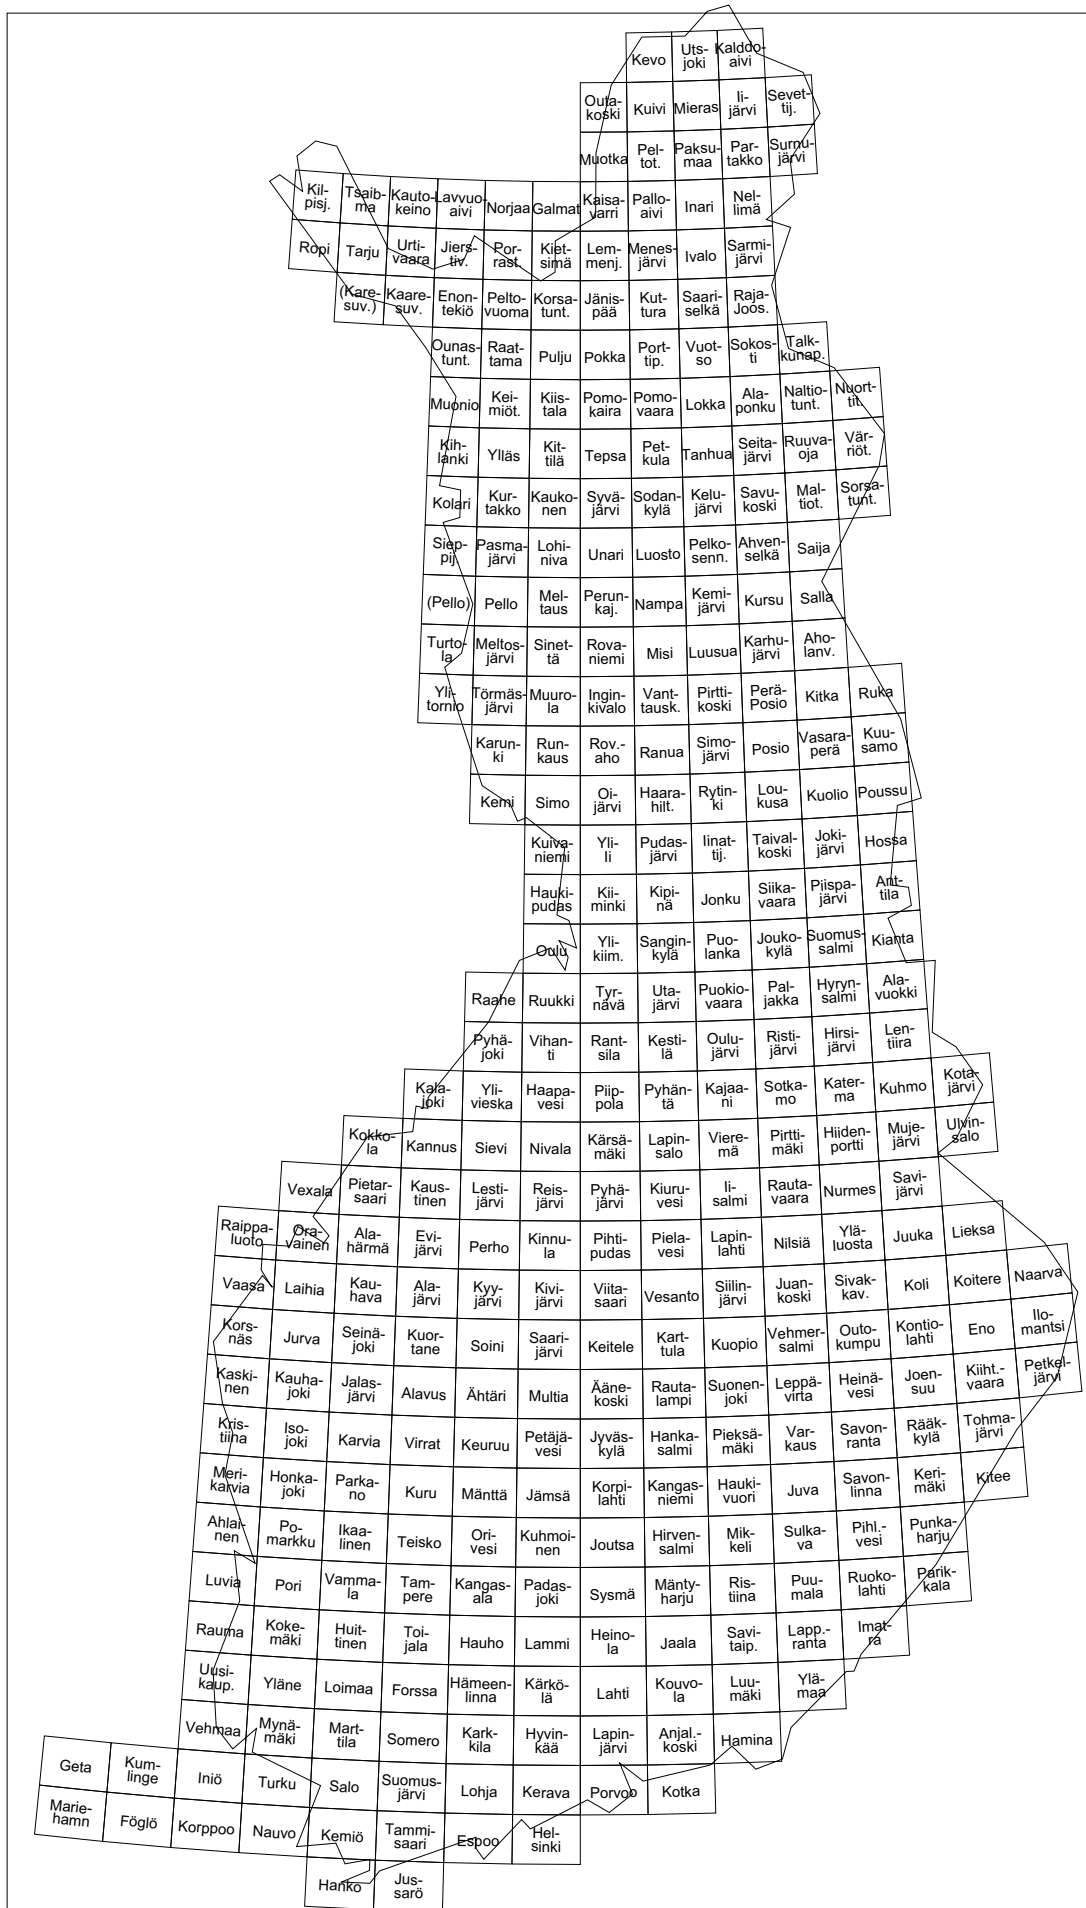 Kevo
Uts-
joki
Kalddo-
aivi
Outa-
koski
Kuivi
Mieras
Ii-
järvi
Sevet-
tij.
Muotka
Pel-
tot.
Paksu-
maa
Par-
takko
Surnu-
järvi
Kil-
pisj.
Tsaib-
ma
Kauto-
keino
Lavvuo-
aivi
Norjaa
Galmat
Kaisa-
varri
Pallo-
aivi
Inari
Nel-
limä
Ropi
Tarju
Urti-
vaara
Jiers-
tiv.
Por-
rast.
Kiet-
simä
Lem-
menj.
Menes-
järvi
Ivalo
Sarmi-
järvi
(Kare-
suv.)
Kaare-
suv.
Enon-
tekiö
Pelto-
vuoma
Korsa-
tunt.
Jänis-
pää
Kut-
tura
Saari-
selkä
Raja-
Joos.
Ounas-
tunt.
Raat-
tama
Pulju
Pokka
Port-
tip.
Vuot-
so
Sokos-
ti
Talk-
kunap.
Muonio
Kei-
miöt.
Kiis-
tala
Pomo-
kaira
Pomo-
vaara
Lokka
Ala-
ponku
Naltio-
tunt.
Nuort-
tit.
Kih-
lanki
Ylläs
Kit-
tilä
Tepsa
Pet-
kula
Tanhua
Seita-
järvi
Ruuva-
oja
Vär-
riöt.
Kolari
Kur-
takko
Kauko-
nen
Syvä-
järvi
Sodan-
kylä
Kelu-
järvi
Savu-
koski
Mal-
tiot.
Sorsa-
tunt.
Siep-
pij.
Pasma-
järvi
Lohi-
niva
Unari
Luosto
Pelko-
senn.
Ahven-
selkä
Saija
(Pello)
Pello
Mel-
taus
Perun-
kaj.
Nampa
Kemi-
järvi
Kursu
Salla
Turto-
la
Meltos-
järvi
Sinet-
tä
Rova-
niemi
Misi
Luusua
Karhu-
järvi
Aho-
lanv.
Yli-
tornio
Törmäs-
järvi
Muuro-
la
Ingin-
kivalo
Vant-
tausk.
Pirtti-
koski
Perä-
Posio
Kitka
Ruka
Karun-
ki
Run-
kaus
Rov.-
aho
Ranua
Simo-
järvi
Posio
Vasara-
perä
Kuu-
samo
Kemi
Simo
Oi-
järvi
Haara-
hilt.
Rytin-
ki
Lou-
kusa
Kuolio
Poussu
Kuiva-
niemi
Yli-
Ii
Pudas-
järvi
Iinat-
tij.
Taival-
koski
Joki-
järvi
Hossa
Hauki-
pudas
Kii-
minki
Kipi-
nä
Jonku
Siika-
vaara
Piispa-
järvi
Ant-
tila
Oulu
Yli-
kiim.
Sangin-
kylä
Puo-
lanka
Jouko-
kylä
Suomus-
salmi
Kianta
Raahe
Ruukki
Tyr-
nävä
Uta-
järvi
Puokio-
vaara
Pal-
jakka
Hyryn-
salmi
Ala-
vuokki
Pyhä-
joki
Vihan-
ti
Rant-
sila
Kesti-
lä
Oulu-
järvi
Risti-
järvi
Hirsi-
järvi
Len-
tiira
Kala-
joki
Yli-
vieska
Haapa-
vesi
Piip-
pola
Pyhän-
tä
Kajaa-
ni
Sotka-
mo
Kater-
ma
Kuhmo
Kota-
järvi
Kokko-
la
Kannus
Sievi
Nivala
Kärsä-
mäki
Lapin-
salo
Viere-
mä
Pirtti-
mäki
Hiiden-
portti
Muje-
järvi
Ulvin-
salo
Vexala
Pietar-
saari
Kaus-
tinen
Lesti-
järvi
Reis-
järvi
Pyhä-
järvi
Kiuru-
vesi
Ii-
salmi
Rauta-
vaara
Nurmes
Savi-
järvi
Raippa-
luoto
Ora-
vainen
Ala-
härmä
Evi-
järvi
Perho
Kinnu-
la
Pihti-
pudas
Piela-
vesi
Lapin-
lahti
Nilsiä
Ylä-
luosta
Juuka
Lieksa
Vaasa
Laihia
Kau-
hava
Ala-
järvi
Kyy-
järvi
Kivi-
järvi
Viita-
saari
Vesanto
Siilin-
järvi
Juan-
koski
Sivak-
kav.
Koli
Koitere
Naarva
Kors-
näs
Jurva
Seinä-
joki
Kuor-
tane
Soini
Saari-
järvi
Keitele
Kart-
tula
Kuopio
Vehmer-
salmi
Outo-
kumpu
Kontio-
lahti
Eno
Ilo-
mantsi
Kaski-
nen
Kauha-
joki
Jalas-
järvi
Alavus
Ähtäri
Multia
Ääne-
koski
Rauta-
lampi
Suonen-
joki
Leppä-
virta
Heinä-
vesi
Joen-
suu
Kiiht.-
vaara
Petkel-
järvi
Kris-
tiina
Iso-
joki
Karvia
Virrat
Keuruu
Petäjä-
vesi
Jyväs-
kylä
Hanka-
salmi
Pieksä-
mäki
Var-
kaus
Savon-
ranta
Rääk-
kylä
Tohma-
järvi
Meri-
karvia
Honka-
joki
Parka-
no
Kuru
Mänttä
Jämsä
Korpi-
lahti
Kangas-
niemi
Hauki-
vuori
Juva
Savon-
linna
Keri-
mäki
Kitee
Ahlai-
nen
Po-
markku
Ikaa-
linen
Teisko
Ori-
vesi
Kuhmoi-
nen
Joutsa
Hirven-
salmi
Mik-
keli
Sulka-
va
Pihl.-
vesi
Punka-
harju
Luvia
Pori
Vamma-
la
Tam-
pere
Kangas-
ala
Padas-
joki
Sysmä
Mänty-
harju
Ris-
tiina
Puu-
mala
Ruoko-
lahti
Parik-
kala
Rauma
Koke-
mäki
Huit-
tinen
Toi-
jala
Hauho
Lammi
Heino-
la
Jaala
Savi-
taip.
Lapp.-
ranta
Imat-
ra
Uusi-
kaup.
Yläne
Loimaa
Forssa
Hämeen-
linna
Kärkö-
lä
Lahti
Kouvo-
la
Luu-
mäki
Ylä-
maa
Vehmaa
Mynä-
mäki
Mart-
tila
Somero
Kark-
kila
Hyvin-
kää
Lapin-
järvi
Anjal.-
koski
Hamina
Geta
Kum-
linge
Iniö
Turku
Salo
Suomus-
järvi
Lohja
Kerava
Porvoo
Kotka
Marie-
hamn
Föglö
Korppoo
Nauvo
Kemiö
Tammi-
saari
Espoo
Hel-
sinki
Hanko
Jus-
sarö